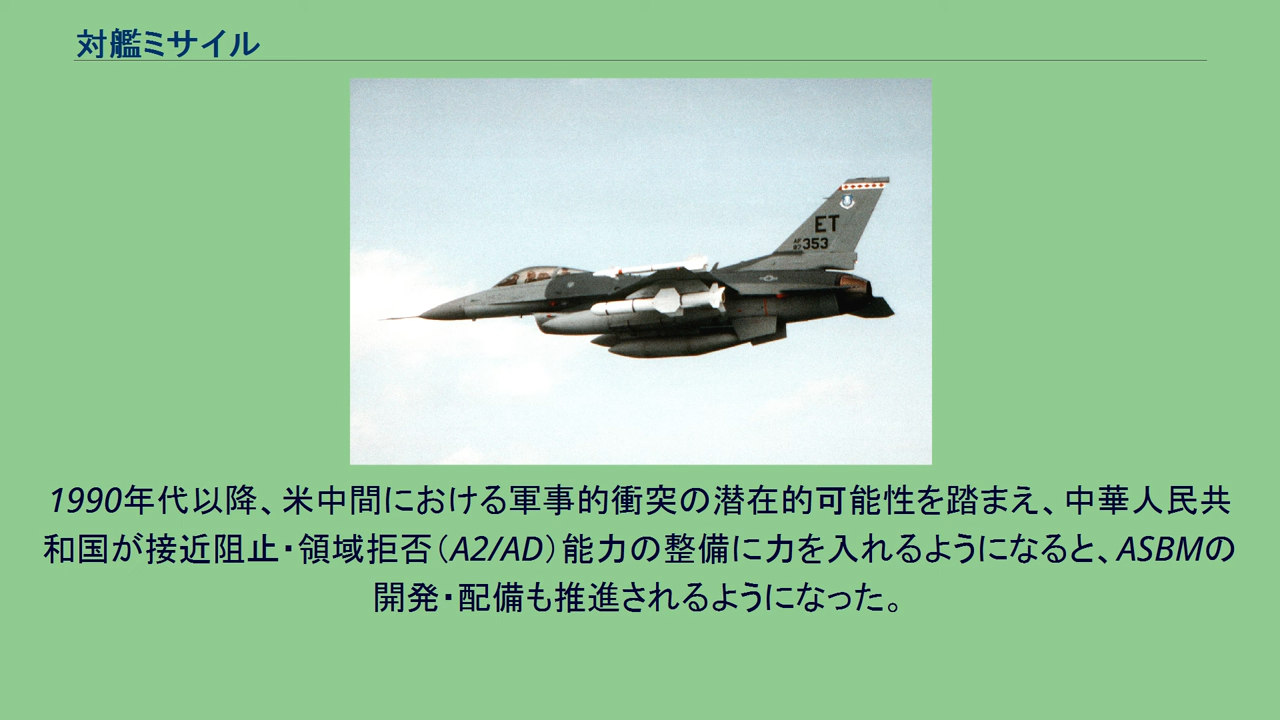 対艦ミサイル
ET
AF
87 353
1990年代以降、米中間における軍事的衝突の潜在的可能性を踏まえ、中華人民共
和国が接近阻止・領域拒否（A2/AD）能力の整備に力を入れるようになると、ASBMの
開発・配備も推進されるようになった。